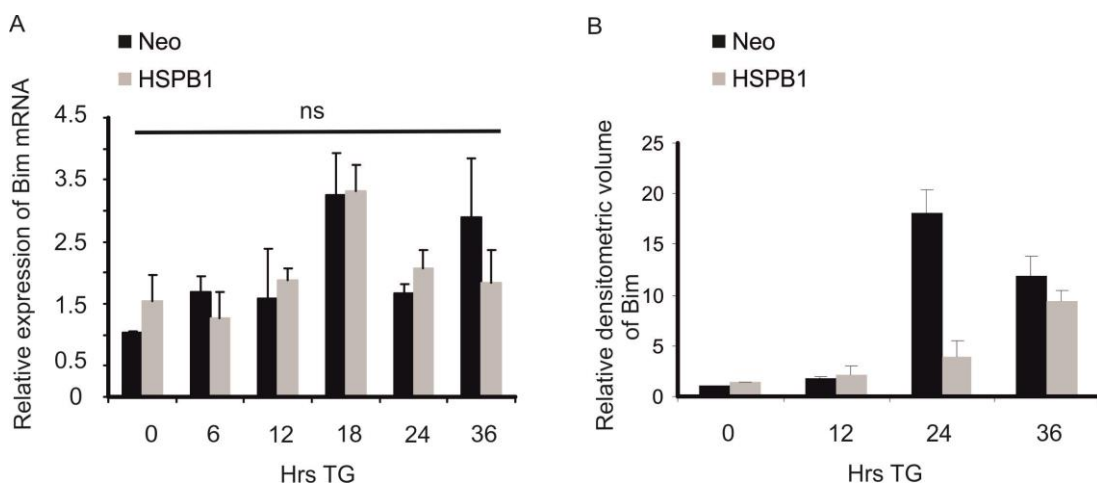 A
Neo
HSPB1
ns
Relative expression of Bim mRNA
4.5
3.5
2.5
1.5
0.5
0
0 6 12 18 24 36
Hrs TG
B
Neo
HSPB1
Relative densitometric volume
of Bim
25
20
15
10
5
0
0 12 24 36
Hrs TG